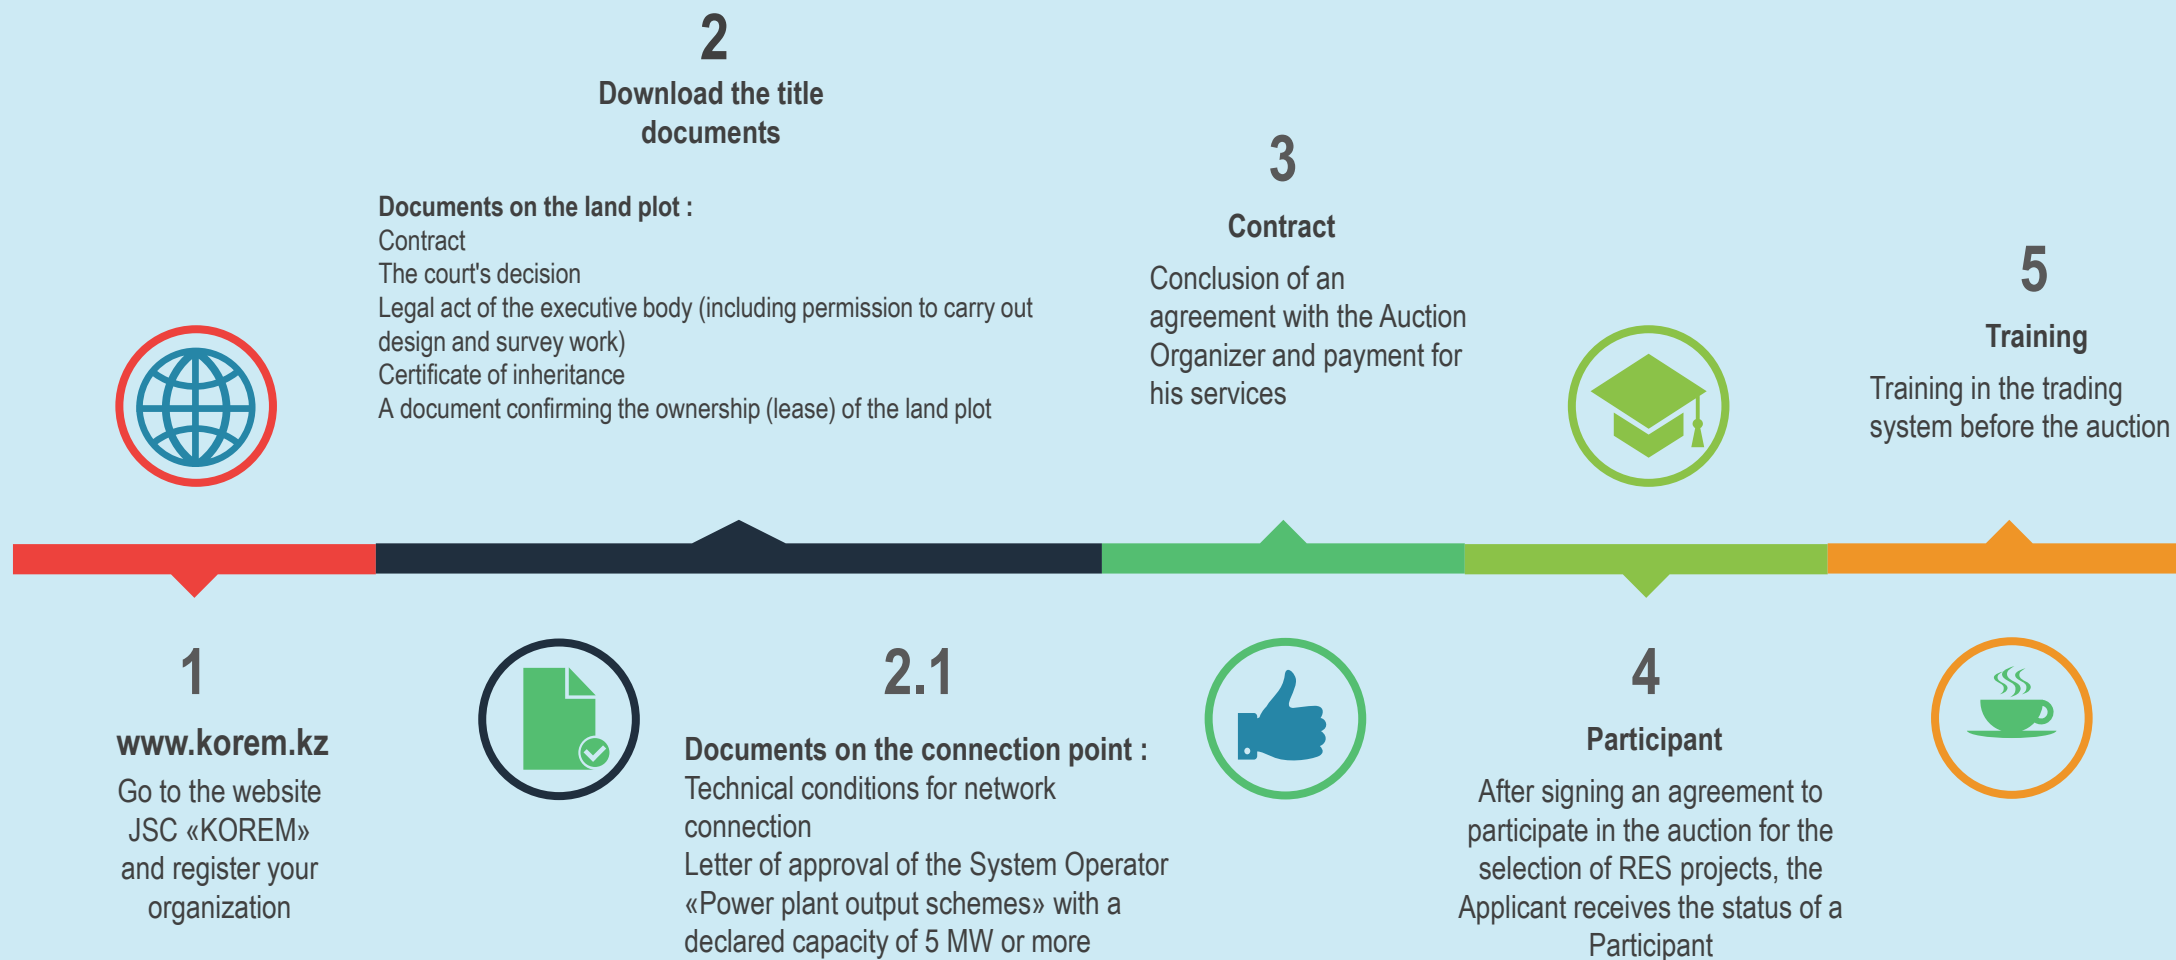 1
www.korem.kz
Go to the website
JSC «KOREM»
and register your
organization
2
Download the title
documents
Documents on the land plot :
Contract
The court's decision
Legal act of the executive body (including permission to carry out
design and survey work)
Certificate of inheritance
A document confirming the ownership (lease) of the land plot
2.1
Documents on the connection point :
Technical conditions for network
connection
Letter of approval of the System Operator
«Power plant output schemes» with a
declared capacity of 5 MW or more
3
Contract
Conclusion of an
agreement with the Auction
Organizer and payment for
his services
4
Participant
After signing an agreement to
participate in the auction for the
selection of RES projects, the
Applicant receives the status of a
Participant
5
Training
Training in the trading
system before the auction